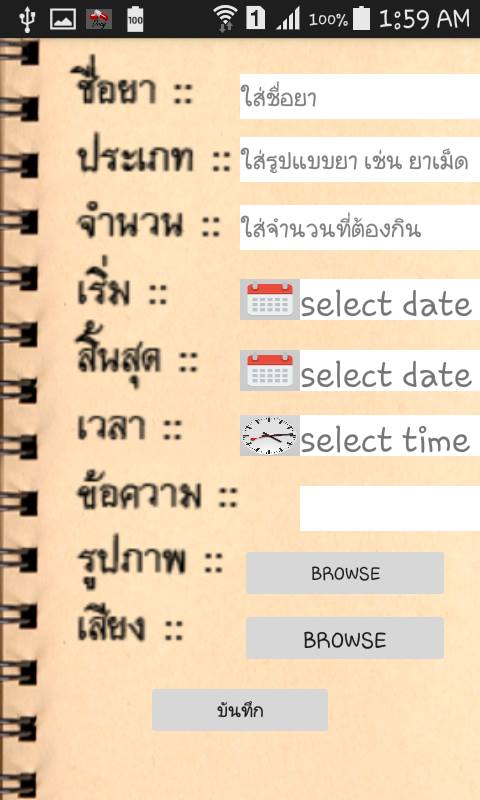 100 1 100% 1:59 AM
ชื่อยา :: ใส่ชื่อยา
ประเภท :: ใส่รูปแบบยา เช่น ยาเม็ด
จำนวน :: ใส่จำนวนที่ต้องกิน
เริ่ม :: select date
สิ้นสุด :: select date
เวลา :: select time
ข้อความ ::
รูปภาพ :: BROWSE
เสียง :: BROWSE
บันทึก